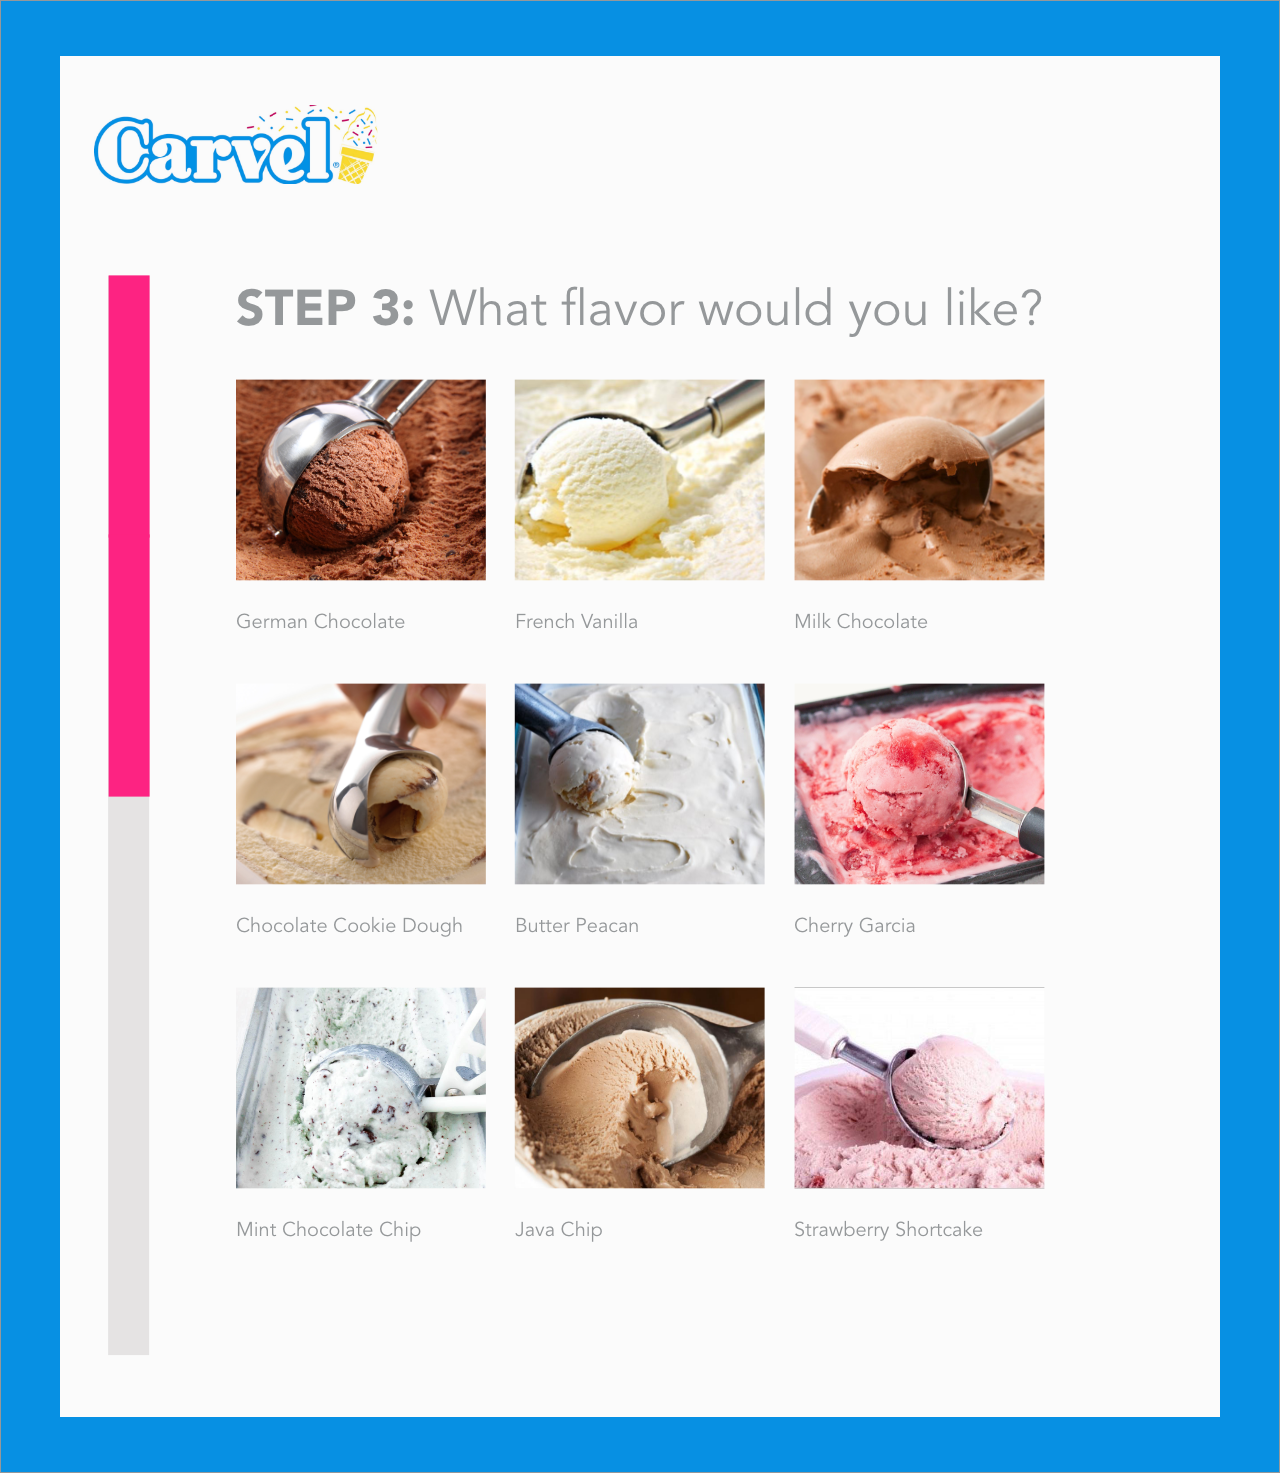 Carvel®
STEP 3: What flavor would you like?
German Chocolate
French Vanilla
Milk Chocolate
Chocolate Cookie Dough
Butter Peacan
Cherry Garcia
Mint Chocolate Chip
Java Chip
Strawberry Shortcake